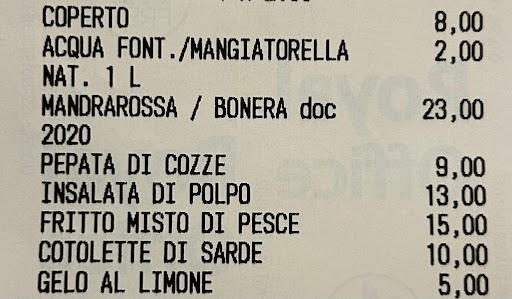 COPERTO 8,00
ACQUA FONT./MANGIATORELLA 2,00
NAT. 1 L
MANDRAROSSA / BONERA doc 23,00
2020
PEPATA DI COZZE 9,00
INSALATA DI POLPO 13,00
FRITTO MISTO DI PESCE 15,00
COTOLETTE DI SARDE 10,00
GELO AL LIMONE 5,00